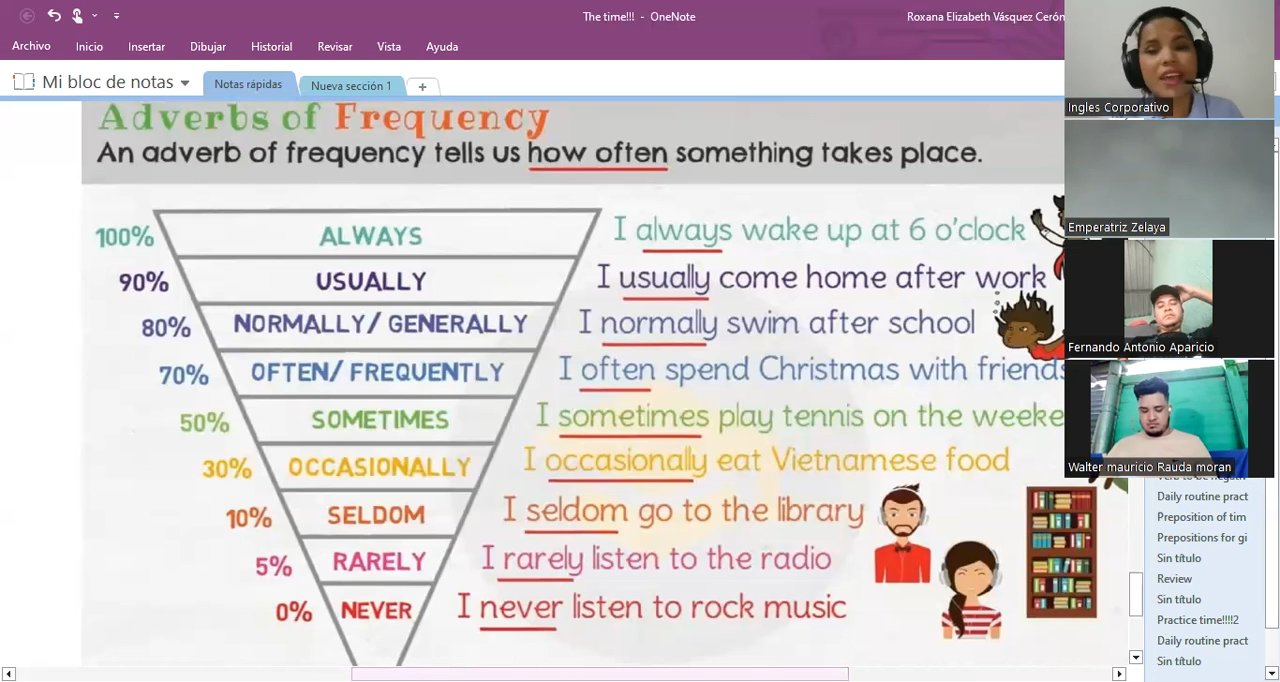 The time!!! - OneNote
Roxana Elizabeth Vásquez Cerón
Archivo Inicio Insertar Dibujar Historial Revisar Vista Ayuda
Mi bloc de notas Notas rápidas Nueva sección 1 +
Ingles Corporativo
Emperatriz Zelaya
Fernando Antonio Aparicio
Walter mauricio Raúda moran
Adverbs of Frequency
An adverb of frequency tells us how often something takes place.
100% ALWAYS I always wake up at 6 o'clock
90% USUALLY I usually come home after work
80% NORMALLY/ GENERALLY I normally swim after school
70% OFTEN/ FREQUENTLY I often spend Christmas with friends
50% SOMETIMES I sometimes play tennis on the weeke
30% OCCASIONALLY I occasionally eat Vietnamese food
10% SELDOM I seldom go to the library
5% RARELY I rarely listen to the radio
0% NEVER I never listen to rock music
Daily routine pract
Preposition of tim
Prepositions for gi
Sin título
Review
Sin título
Practice time!!!!2
Daily routine pract
Sin título